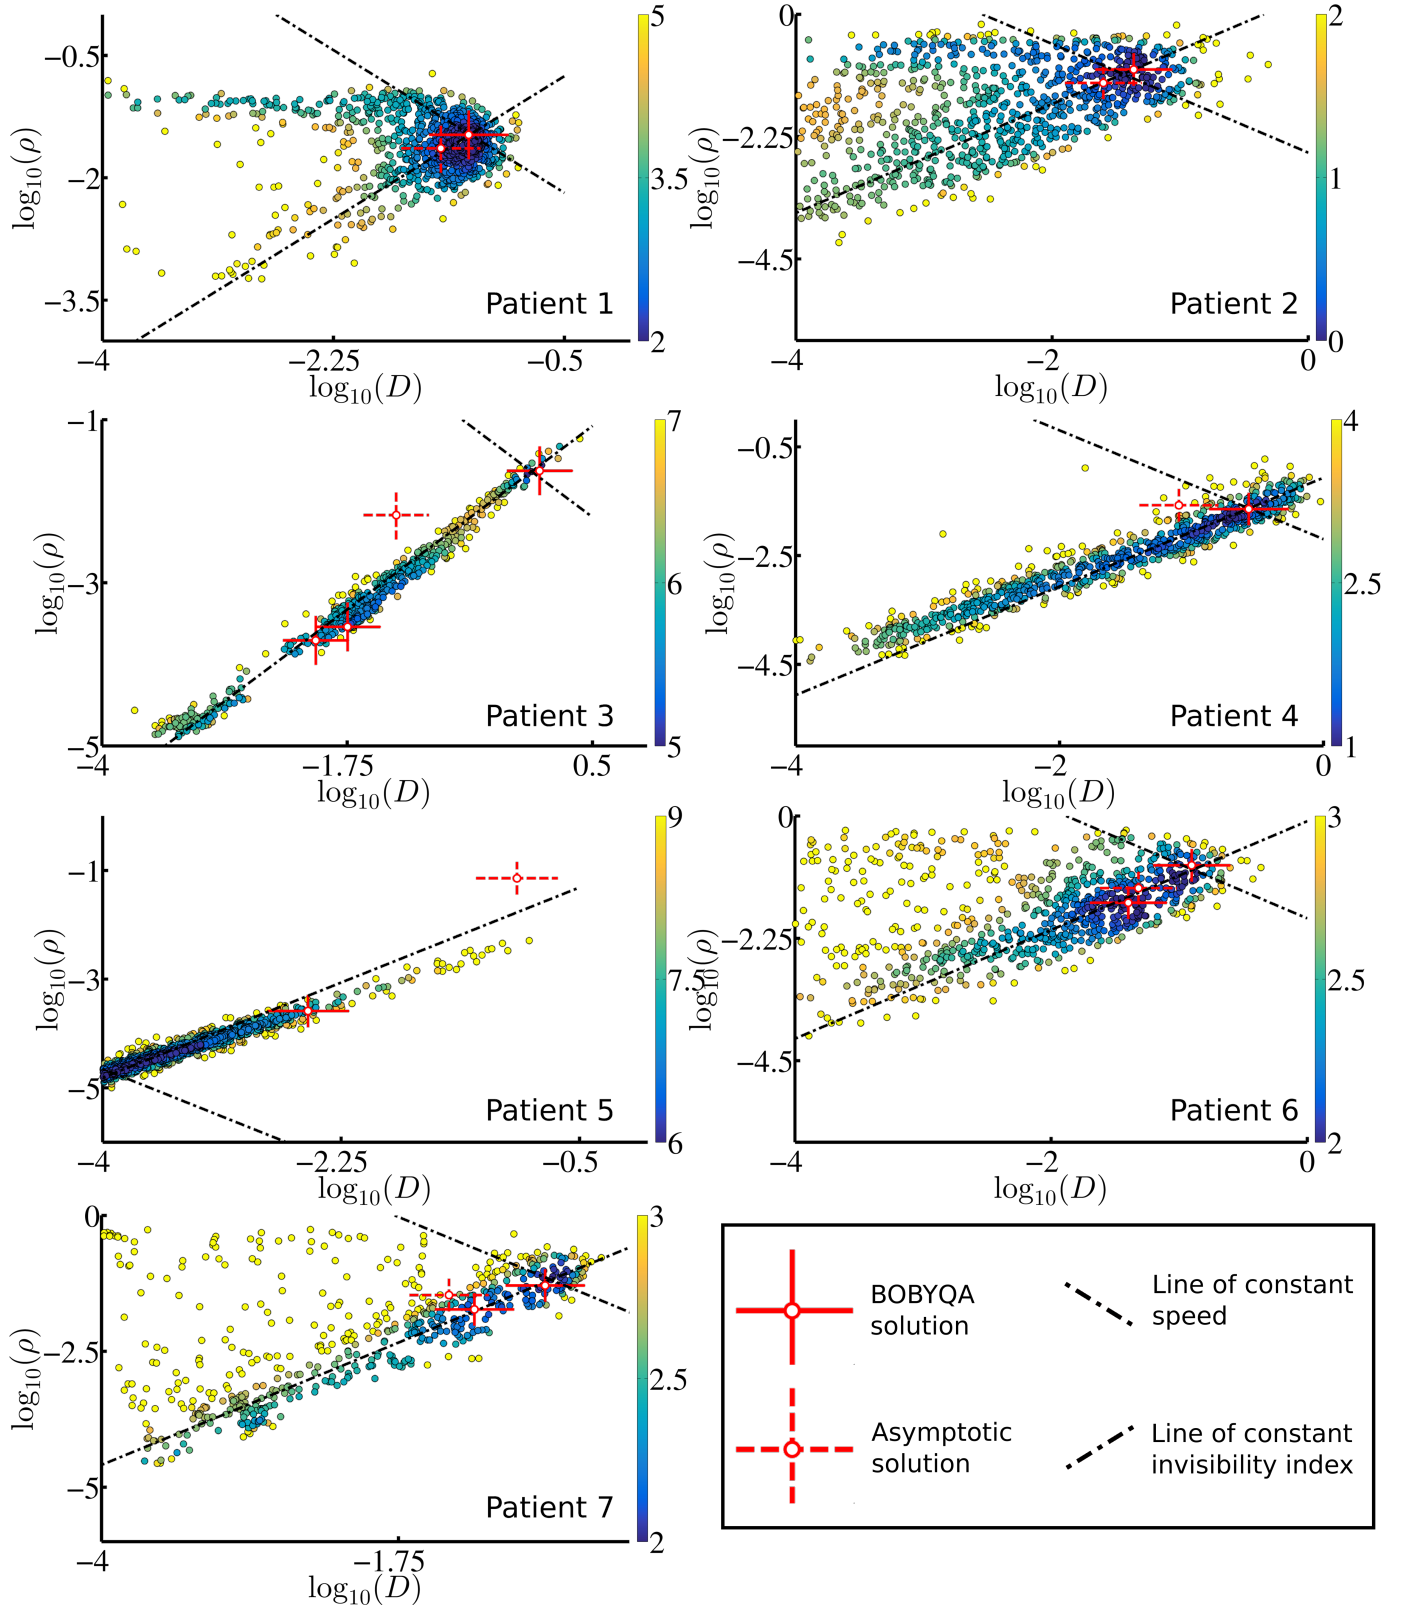 −0.5
−2
−3.5
−4
−2.25
−0.5
log10(ρ)
log10(D)
5
3.5
2
Patient 1
0
−2.25
−4.5
−4
−2
0
log10(ρ)
log10(D)
2
1
0
Patient 2
−1
−3
−5
−4
−1.75
0.5
log10(ρ)
log10(D)
7
6
5
Patient 3
−0.5
−2.5
−4.5
−4
−2
0
log10(ρ)
log10(D)
4
2.5
1
Patient 4
−1
−3
−5
−4
−2.25
−0.5
log10(ρ)
log10(D)
9
7.5
6
Patient 5
0
−2.25
−4.5
−4
−2
0
log10(ρ)
log10(D)
3
2.5
2
Patient 6
0
−2.5
−5
−4
−1.75
log10(ρ)
log10(D)
3
2.5
2
Patient 7
BOBYQA
solution
Line of constant
speed
Asymptotic
solution
Line of constant
invisibility index